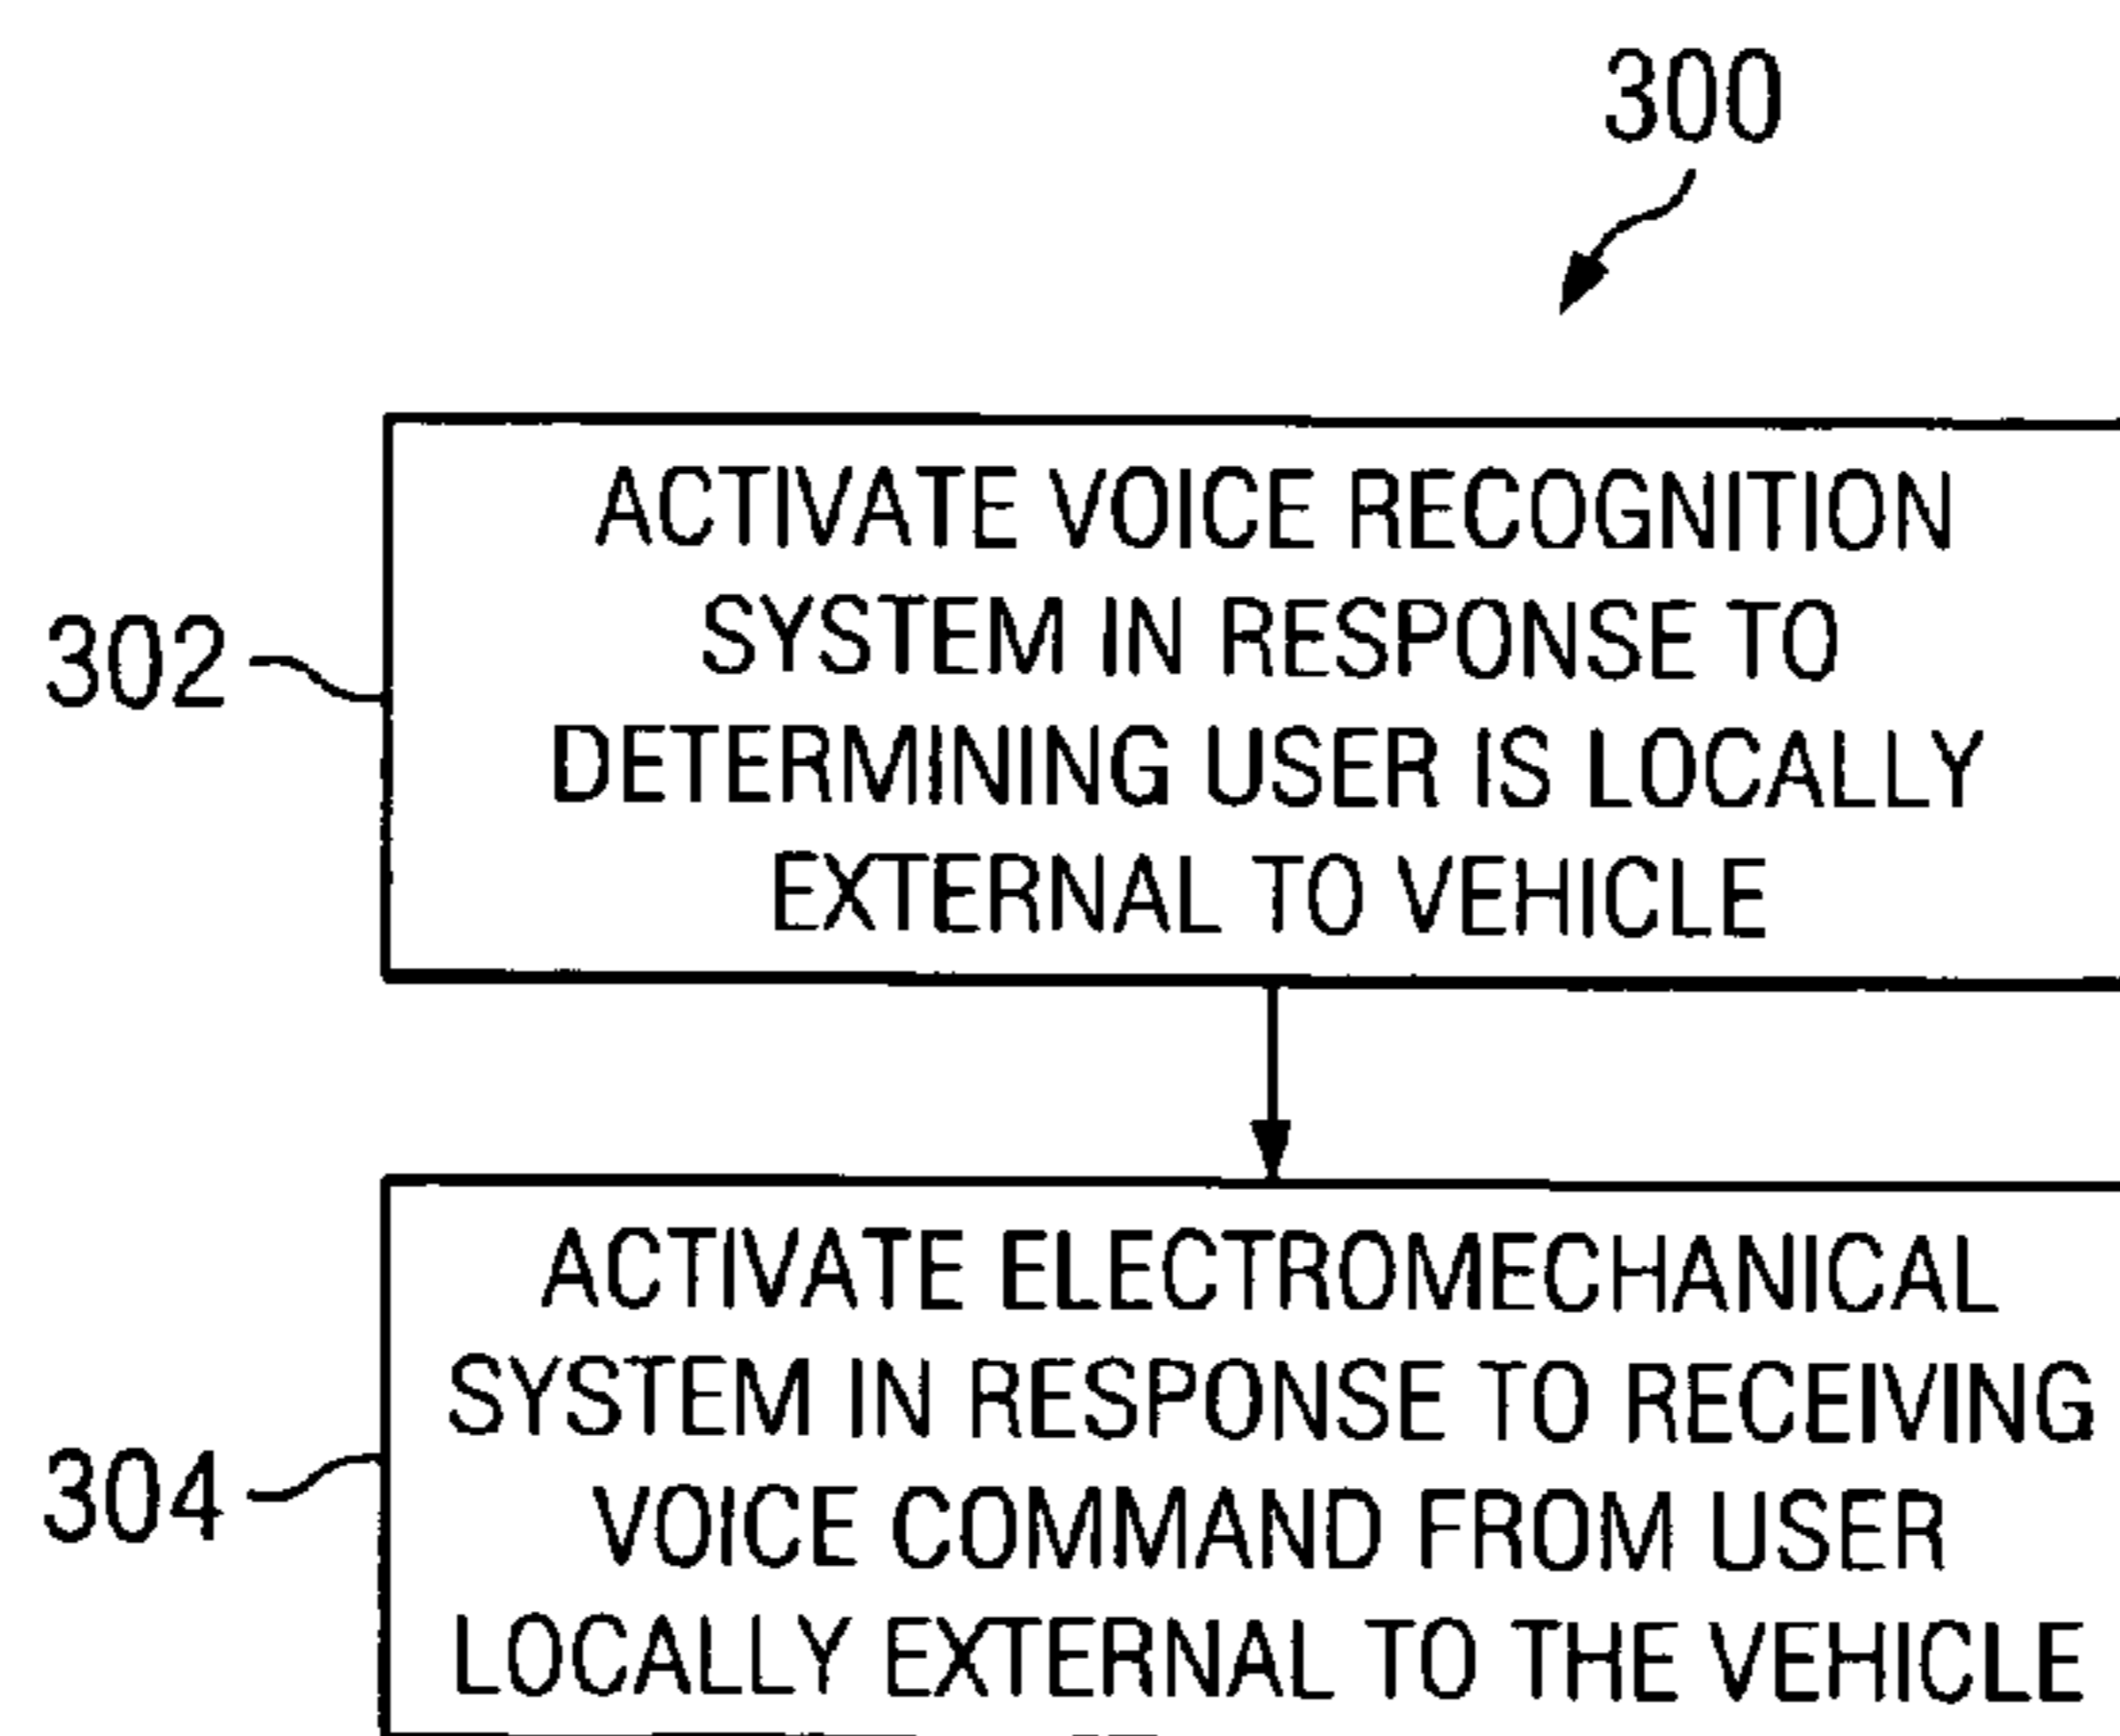 300
302
ACTIVATE VOICE RECOGNITION
SYSTEM IN RESPONSE TO
DETERMINING USER IS LOCALLY
EXTERNAL TO VEHICLE
304
ACTIVATE ELECTROMECHANICAL
SYSTEM IN RESPONSE TO RECEIVING
VOICE COMMAND FROM USER
LOCALLY EXTERNAL TO THE VEHICLE